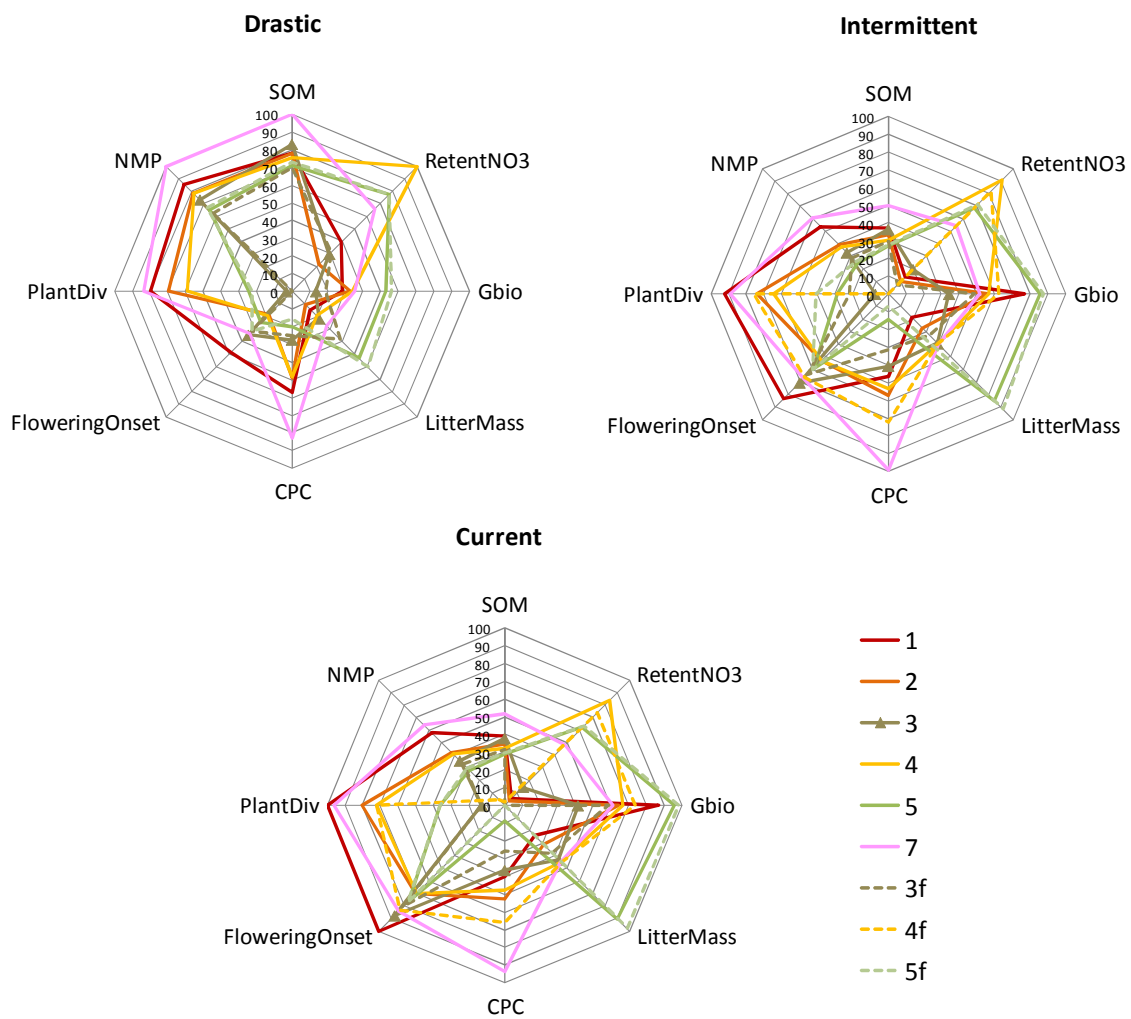 Drastic
SOM
RetentNO3
Gbio
LitterMass
CPC
FloweringOnset
PlantDiv
NMP
100
90
80
70
60
50
40
30
20
10
0
Intermittent
SOM
RetentNO3
Gbio
LitterMass
CPC
FloweringOnset
PlantDiv
NMP
100
90
80
70
60
50
40
30
20
10
0
Current
SOM
RetentNO3
Gbio
LitterMass
CPC
FloweringOnset
PlantDiv
NMP
100
90
80
70
60
50
40
30
20
10
0
1
2
3
4
5
7
3f
4f
5f